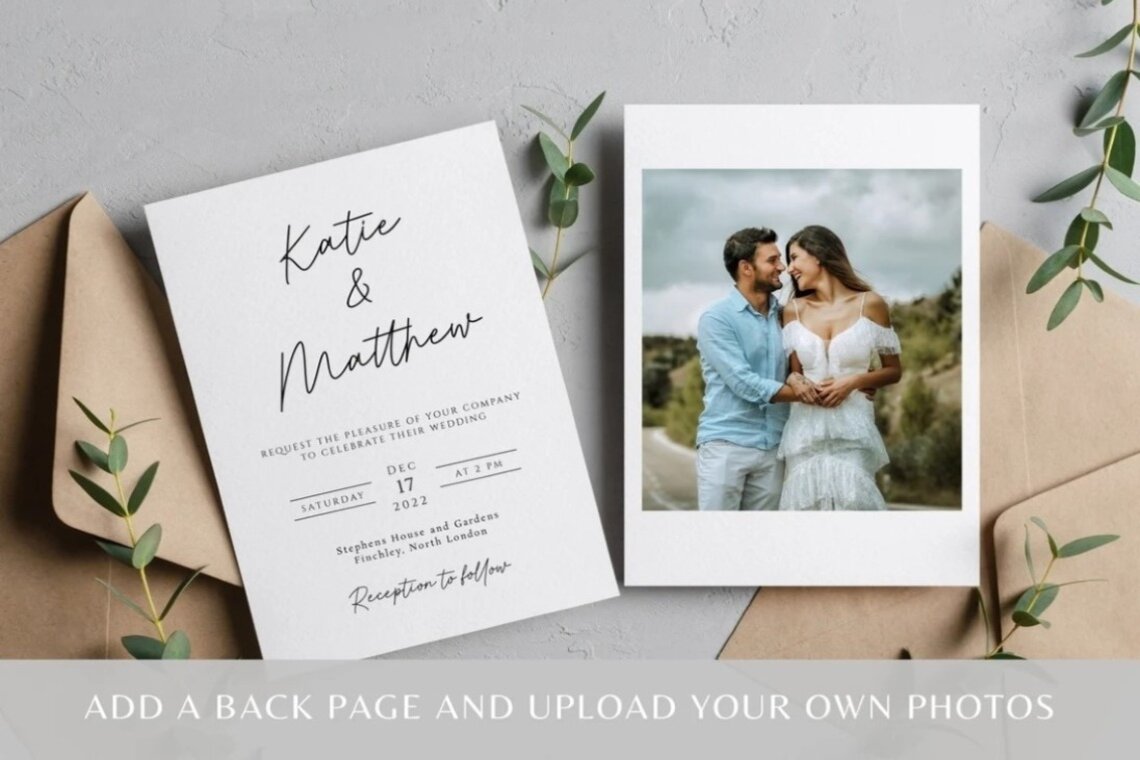 Katie
&
Matthew
REQUEST THE PLEASURE OF YOUR COMPANY
TO CELEBRATE THEIR WEDDING
SATURDAY
DEC
17
2022
AT 2 PM
Stephens House and Gardens
Finchley, North London
Reception to follow
ADD A BACK PAGE AND UPLOAD YOUR OWN PHOTOS